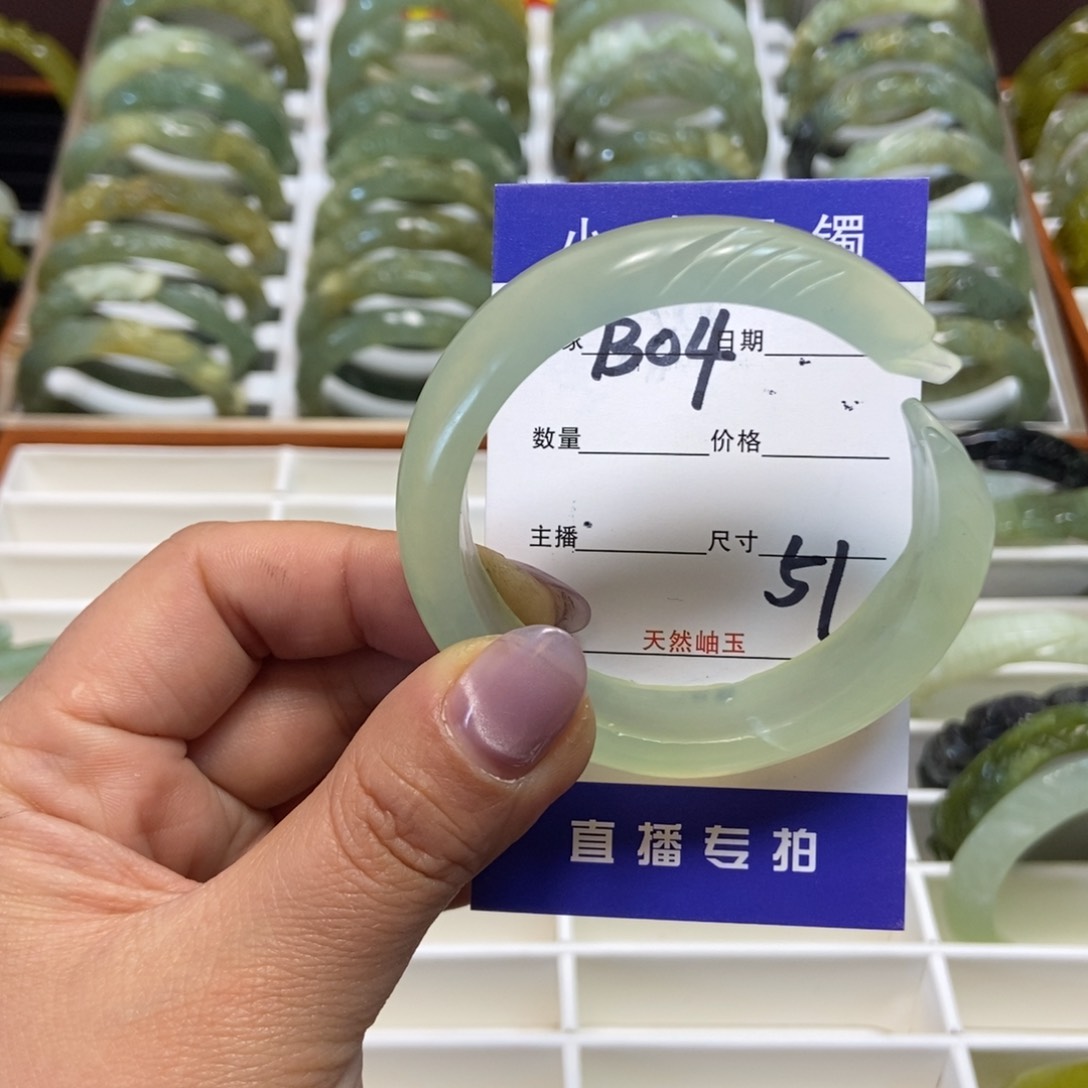 镯
B04 日期
数量 价格
主播 尺寸 51
天然岫玉
直播专拍